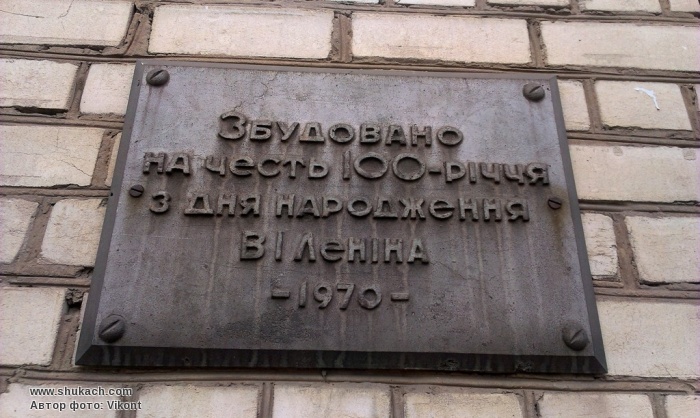 Збудовано
на честь 100-річчя
з дня народження
В І Леніна
- 1970 -
www.shukach.com
Автор фото: Vikont